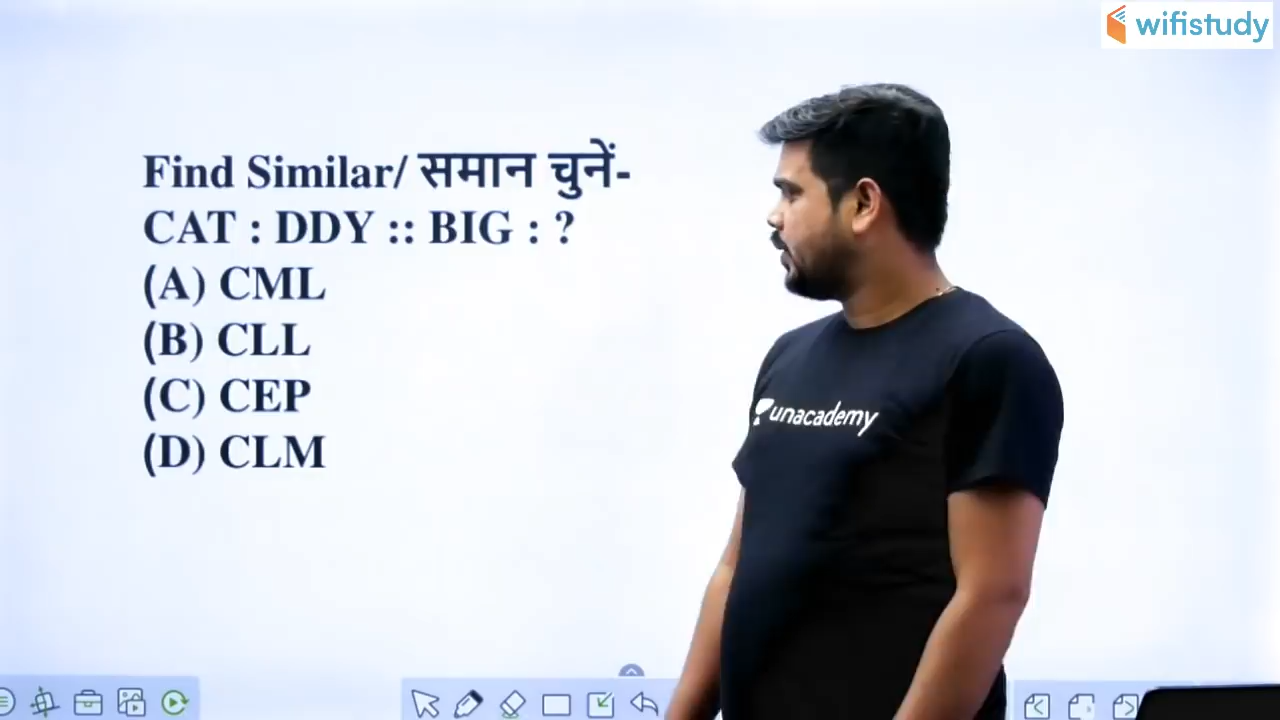 wifistudy
Find Similar/ समान चुनें-
CAT : DDY :: BIG : ?
(A) CML
(B) CLL
(C) CEP
(D) CLM
unacademy